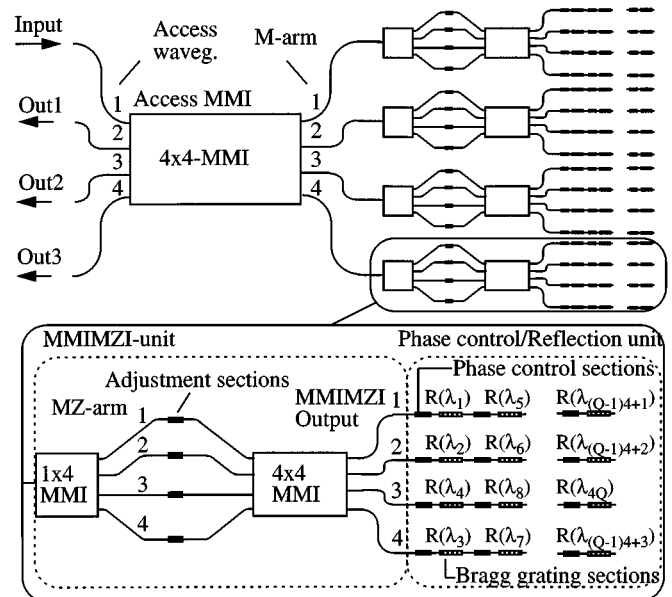 Input
Access
waveg.
M-arm
1
Access MMI
1
Out1
2
2
3
4x4-MMI
3
Out2
4
4
Out3
MMIMZI-unit
Phase control/Reflection unit
Phase control sections
Adjustment sections
MZ-arm
MMIMZI
Output
1
1
R(λ1)
R(λ5)
R(λ(Q-1)4+1)
2
2
R(λ2)
R(λ6)
R(λ(Q-1)4+2)
1x4
MMI
3
4x4
MMI
3
R(λ4)
R(λ8)
R(λ4Q)
4
4
R(λ3)
R(λ7)
R(λ(Q-1)4+3)
Bragg grating sections